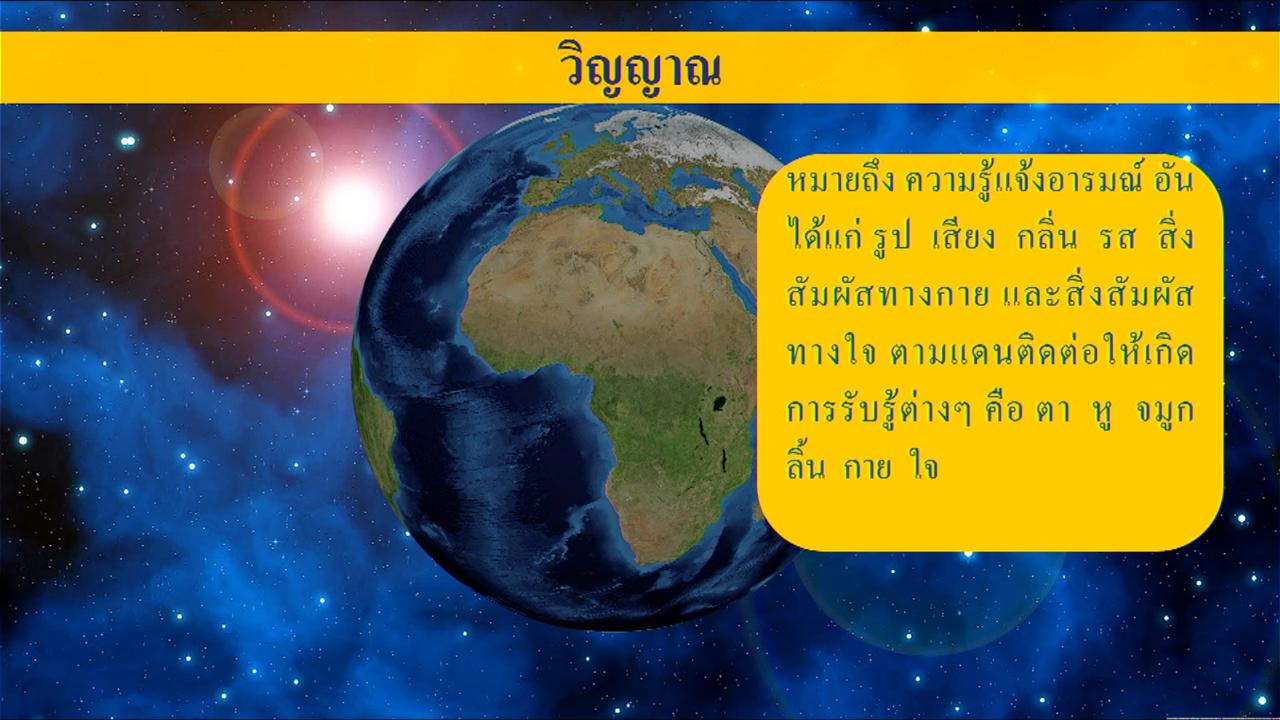 วิญญาณ
หมายถึง ความรู้แจ้งอารมณ์ อัน
ได้แก่ รูป เสียง กลิ่น รส สิ่ง
สัมผัสทางกาย และสิ่งสัมผัส
ทางใจ ตามแดนติดต่อให้เกิด
การรับรู้ต่างๆ คือ ตา หู จมูก
ลิ้น กาย ใจ